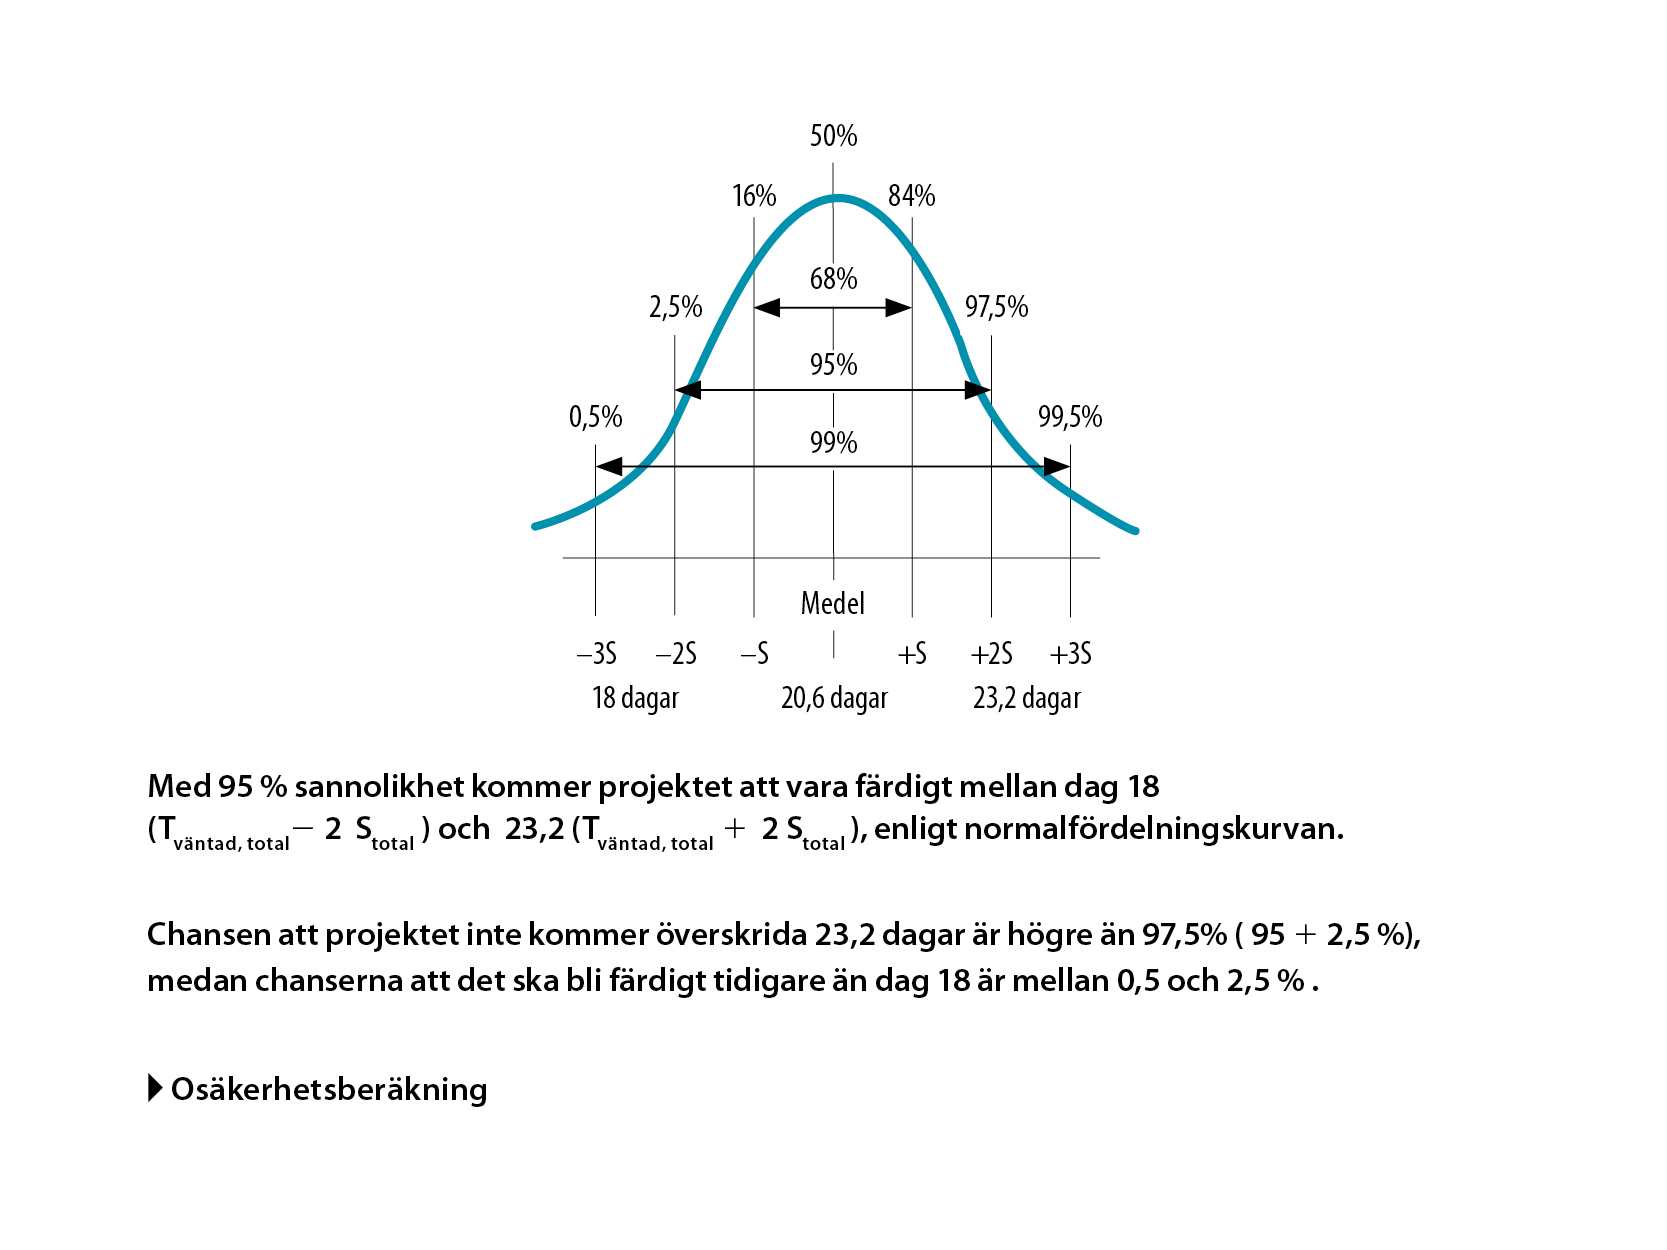 50%
16% 84%
68%
2,5% 97,5%
95%
0,5% 99,5%
99%
Medel
–3S –2S –S +S +2S +3S
18 dagar 20,6 dagar 23,2 dagar
Med 95 % sannolikhet kommer projektet att vara färdigt mellan dag 18
(Tväntad, total – 2 Stotal ) och 23,2 (Tväntad, total + 2 Stotal ), enligt normalfördelningskurvan.
Chansen att projektet inte kommer överskrida 23,2 dagar är högre än 97,5% ( 95 + 2,5 %),
medan chanserna att det ska bli färdigt tidigare än dag 18 är mellan 0,5 och 2,5 % .
Osäkerhetsberäkning